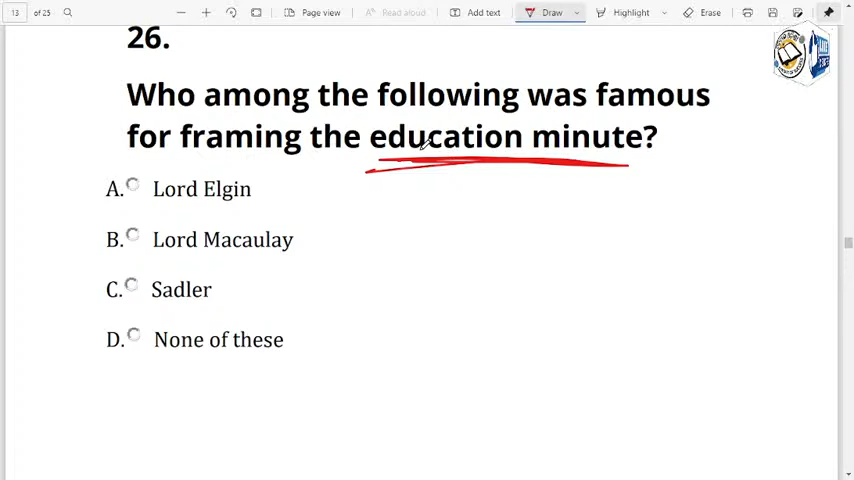 13 of 25 Page view Read aloud Add text Draw Highlight Erase
26.
Who among the following was famous
for framing the education minute?
A. Lord Elgin
B. Lord Macaulay
C. Sadler
D. None of these